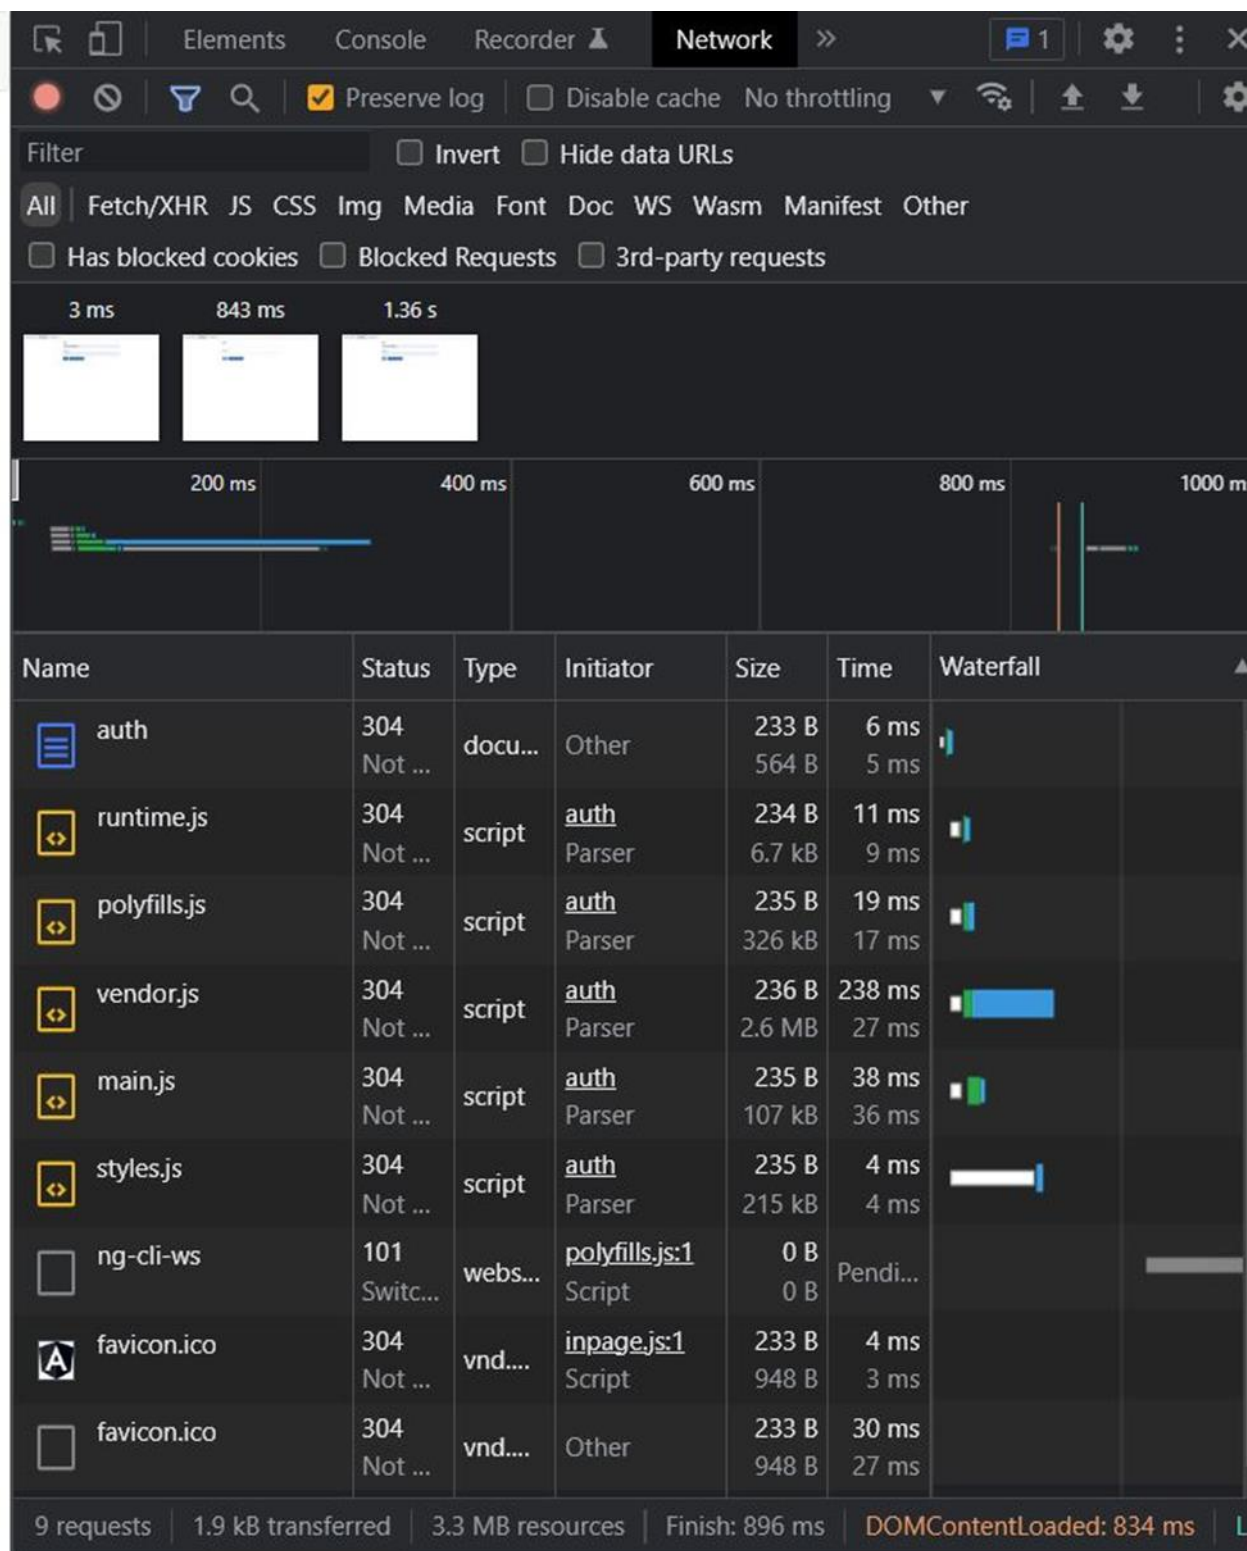 Elements Console Recorder Network 1
Preserve log Disable cache No throttling
Filter Invert Hide data URLs
All Fetch/XHR JS CSS Img Media Font Doc WS Wasm Manifest Other
Has blocked cookies Blocked Requests 3rd-party requests
3 ms 843 ms 1.36 s
200 ms 400 ms 600 ms 800 ms 1000 m
Name Status Type Initiator Size Time Waterfall
auth 304 docu... Other 233 B 6 ms
Not ... 564 B 5 ms
runtime.js 304 script auth 234 B 11 ms
Not ... Parser 6.7 kB 9 ms
polyfills.js 304 script auth 235 B 19 ms
Not ... Parser 326 kB 17 ms
vendor.js 304 script auth 236 B 238 ms
Not ... Parser 2.6 MB 27 ms
main.js 304 script auth 235 B 38 ms
Not ... Parser 107 kB 36 ms
styles.js 304 script auth 235 B 4 ms
Not ... Parser 215 kB 4 ms
ng-cli-ws 101 webs... polyfills.js:1 0 B Pendi...
Switc... Script 0 B
favicon.ico 304 vnd.... inpage.js:1 233 B 4 ms
Not ... Script 948 B 3 ms
favicon.ico 304 vnd.... Other 233 B 30 ms
Not ... 948 B 27 ms
9 requests 1.9 kB transferred 3.3 MB resources Finish: 896 ms DOMContentLoaded: 834 ms L